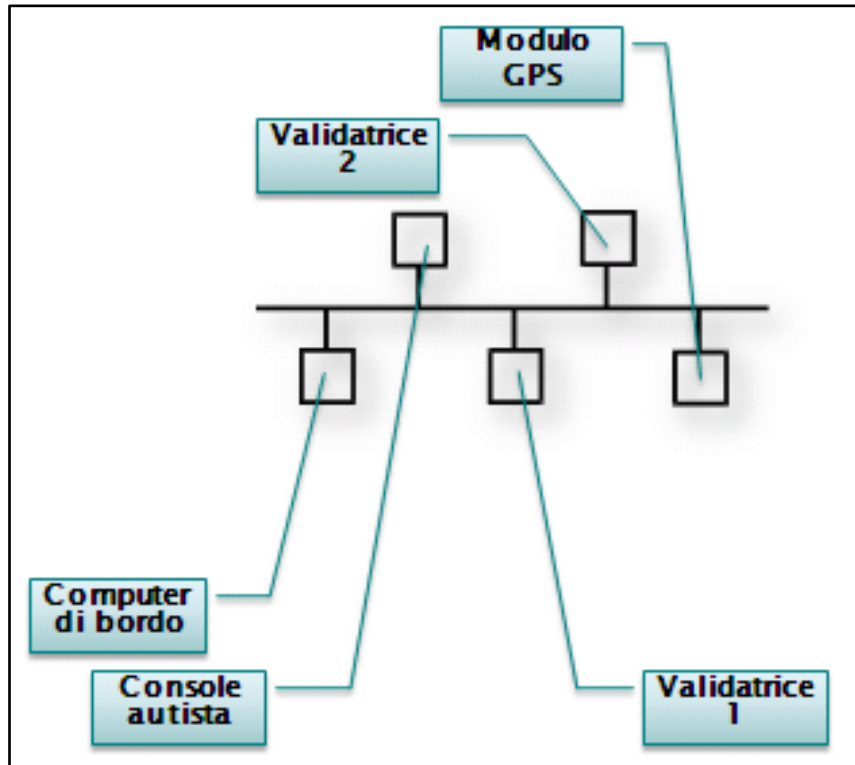 Modulo
GPS
Validatrice
2
Computer
di bordo
Console
autista
Validatrice
1